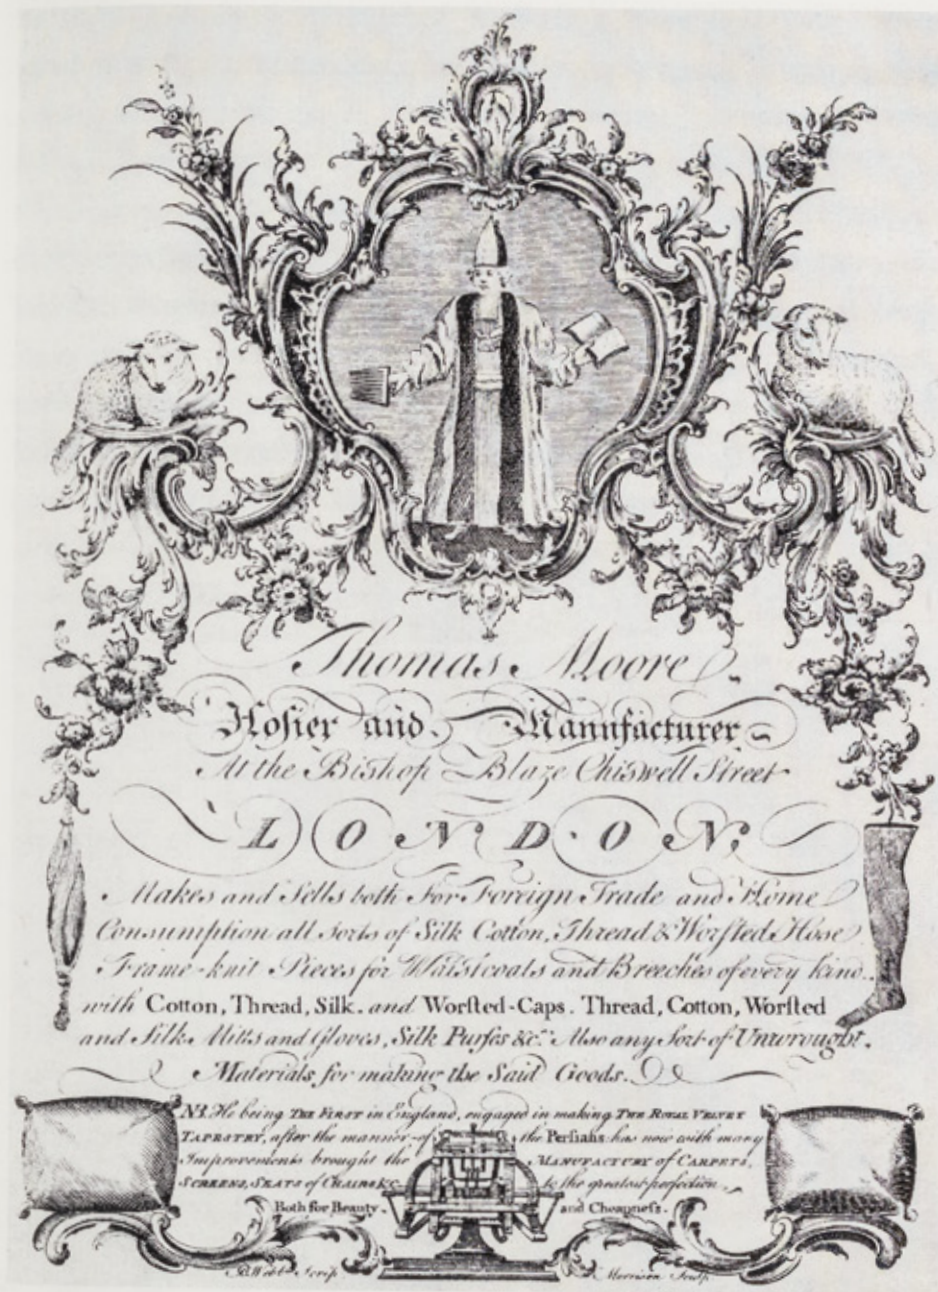 Thomas Moore
Hosier and Manufacturer
At the Bishop Blaze Chiswell Street
LONDON,
Makes and Sells both For Foreign Trade and Home
Consumption all sorts of Silk Cotton, Thread & Worſted Hose
Frame-knit Pieces for Waistcoats and Breeches of every kind.
with Cotton, Thread, Silk. and Worſted-Caps. Thread, Cotton, Worſted
and Silk Mitts and Gloves, Silk Purſes &c. Also any Sort of Unwrought.
Materials for making the Said Goods.
NB. He being THE FIRST in England, engaged in making THE ROYAL VELVET
TAPESTRY, after the manner of the Perſians has now with many
Improvements brought the MANUFACTURY of CARPETS,
SCREENS, SEATS of CHAIRS &c. to the greatest perfection
Both for Beauty and Cheapneſs.
B. Webb Scrip. Morrison Sculp.